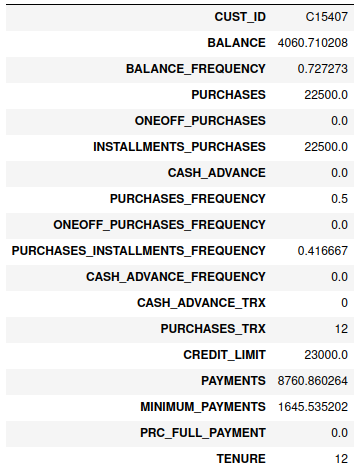 CUST_ID C15407
BALANCE 4060.710208
BALANCE_FREQUENCY 0.727273
PURCHASES 22500.0
ONEOFF_PURCHASES 0.0
INSTALLMENTS_PURCHASES 22500.0
CASH_ADVANCE 0.0
PURCHASES_FREQUENCY 0.5
ONEOFF_PURCHASES_FREQUENCY 0.0
PURCHASES_INSTALLMENTS_FREQUENCY 0.416667
CASH_ADVANCE_FREQUENCY 0.0
CASH_ADVANCE_TRX 0
PURCHASES_TRX 12
CREDIT_LIMIT 23000.0
PAYMENTS 8760.860264
MINIMUM_PAYMENTS 1645.535202
PRC_FULL_PAYMENT 0.0
TENURE 12